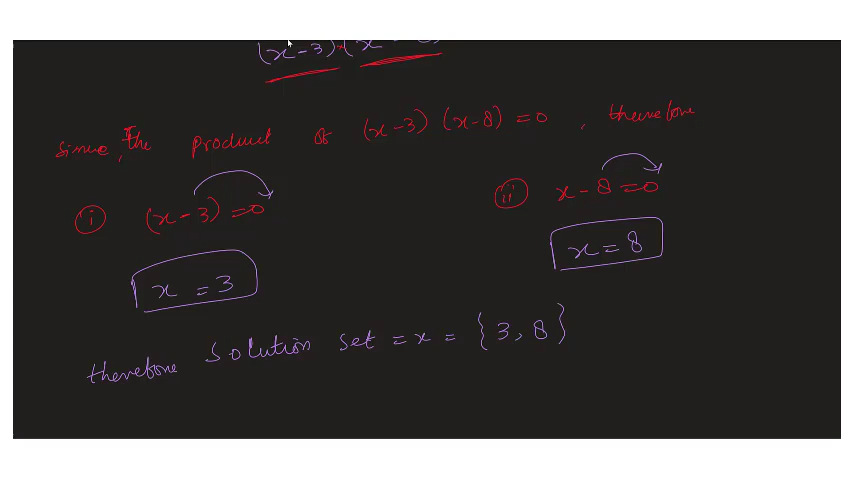 (x-3)·(x-
Since, The product of (x-3) (x-8) = 0 , therefore
(i) (x-3) = 0
(ii) x-8 = 0
x = 3
x = 8
therefore Solution set = x = {3, 8}